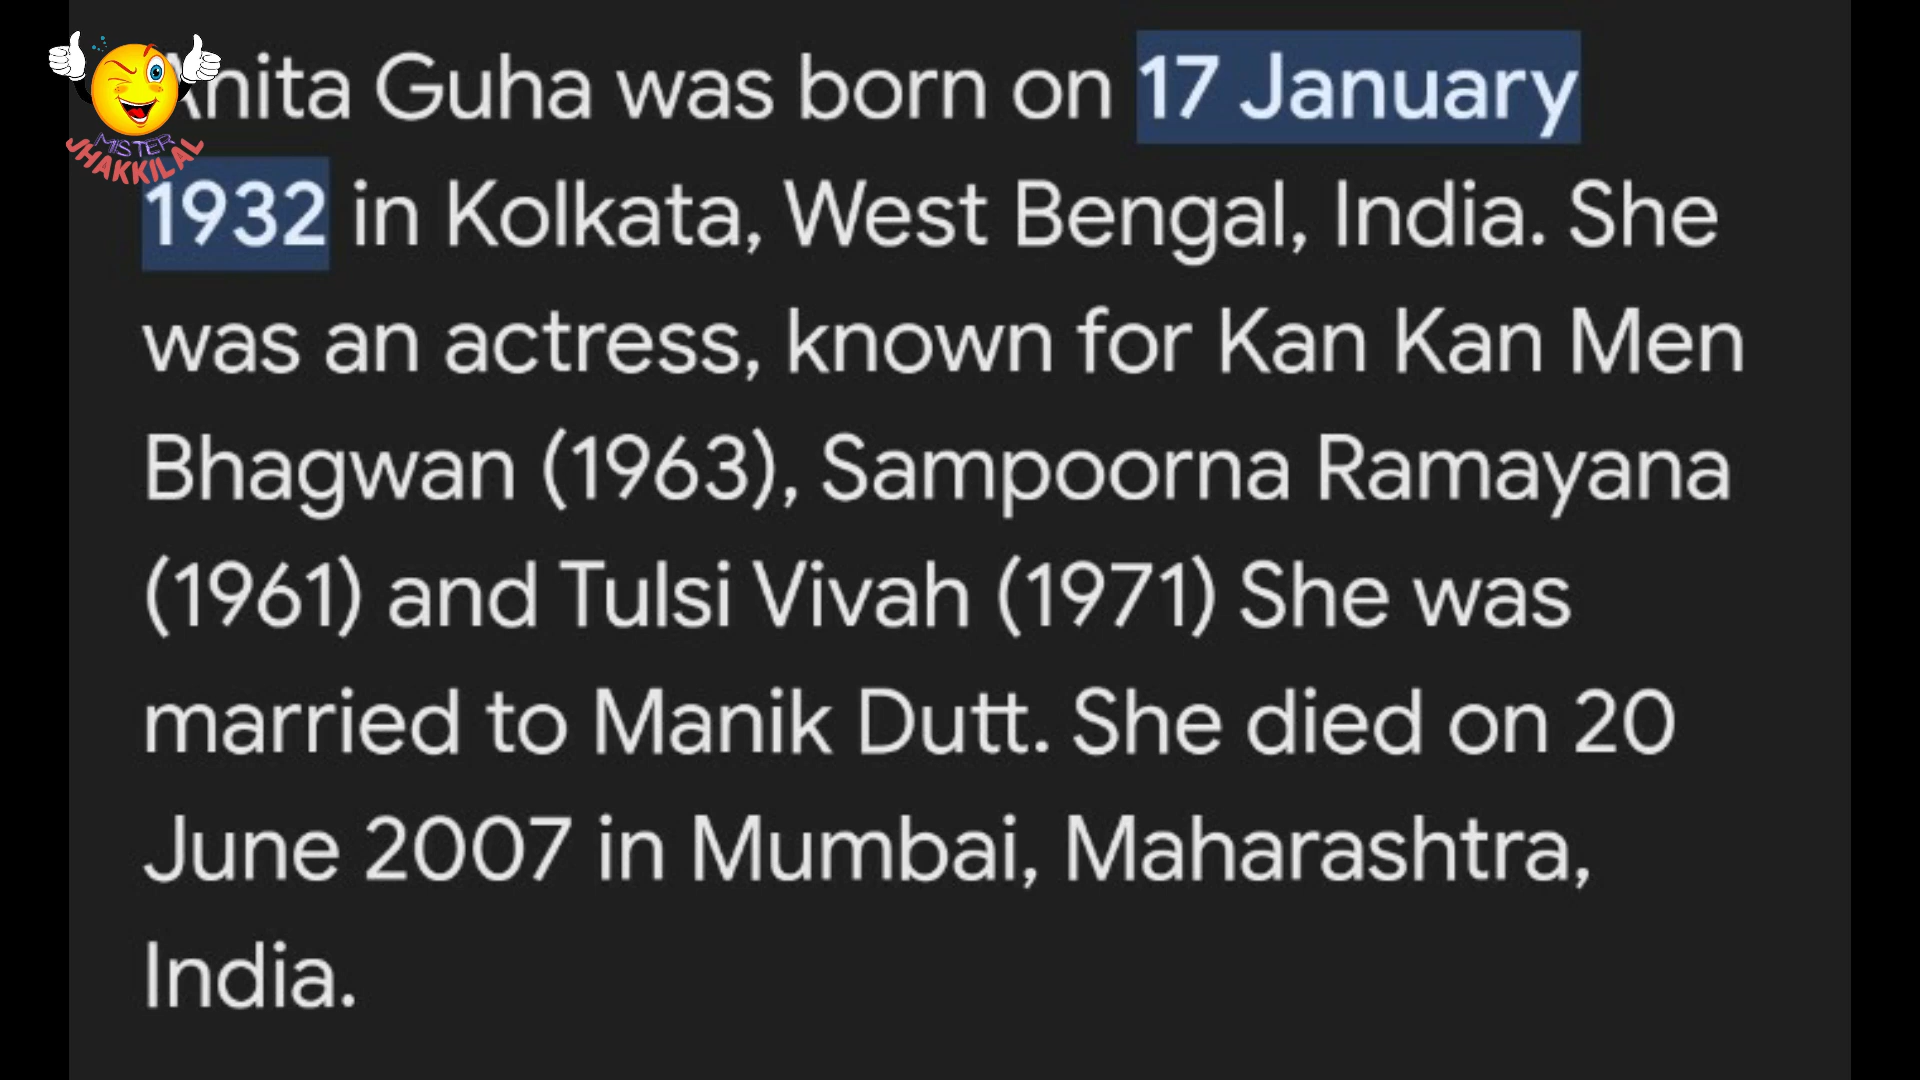 Anita Guha was born on 17 January
1932 in Kolkata, West Bengal, India. She
was an actress, known for Kan Kan Men
Bhagwan (1963), Sampoorna Ramayana
(1961) and Tulsi Vivah (1971) She was
married to Manik Dutt. She died on 20
June 2007 in Mumbai, Maharashtra,
India.
MISTER
JHAKKILAL